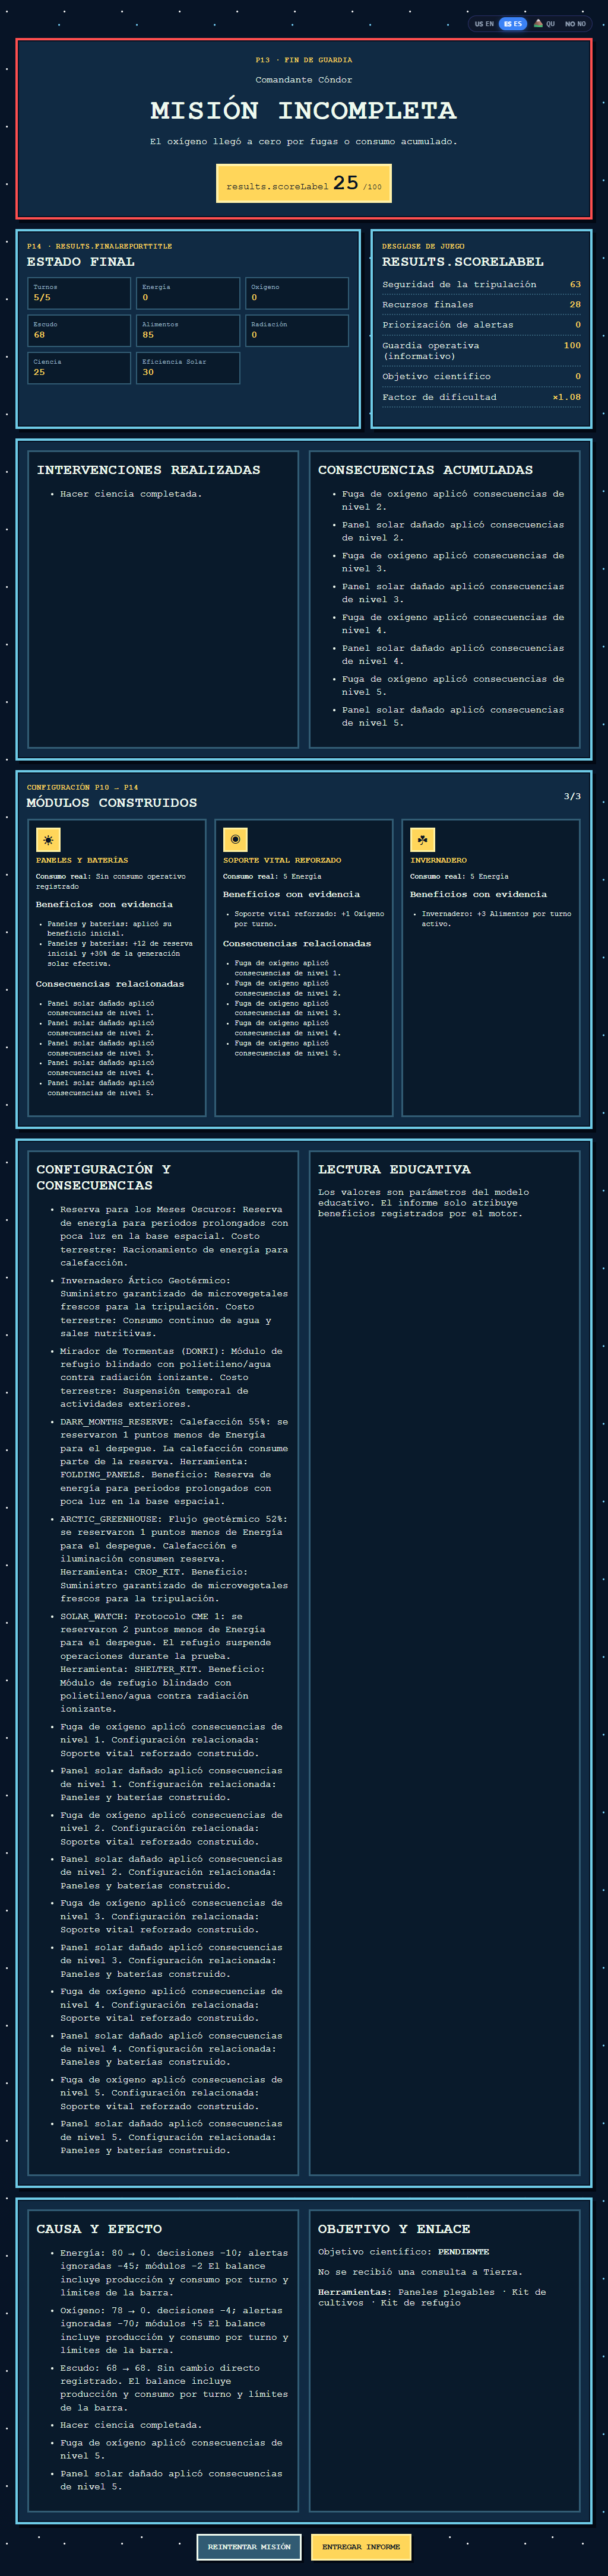 US EN ES ES QU NO NO
P13 · FIN DE GUARDIA
Comandante Cóndor
MISIÓN INCOMPLETA
El oxígeno llegó a cero por fugas o consumo acumulado.
results.scoreLabel 25 /100
P14 · RESULTS.FINALREPORTTITLE
ESTADO FINAL
Turnos
5/5
Energía
0
Oxígeno
0
Escudo
68
Alimentos
85
Radiación
0
Ciencia
25
Eficiencia Solar
30
DESGLOSE DE JUEGO
RESULTS.SCORELABEL
Seguridad de la tripulación 63
Recursos finales 28
Priorización de alertas 0
Guardia operativa 100
(informativo)
Objetivo científico 0
Factor de dificultad ×1.08
INTERVENCIONES REALIZADAS
• Hacer ciencia completada.
CONSECUENCIAS ACUMULADAS
• Fuga de oxígeno aplicó consecuencias de
nivel 2.
• Panel solar dañado aplicó consecuencias
de nivel 2.
• Fuga de oxígeno aplicó consecuencias de
nivel 3.
• Panel solar dañado aplicó consecuencias
de nivel 3.
• Fuga de oxígeno aplicó consecuencias de
nivel 4.
• Panel solar dañado aplicó consecuencias
de nivel 4.
• Fuga de oxígeno aplicó consecuencias de
nivel 5.
• Panel solar dañado aplicó consecuencias
de nivel 5.
CONFIGURACIÓN P10 → P14
MÓDULOS CONSTRUIDOS
3/3
PANELES Y BATERÍAS
Consumo real: Sin consumo operativo
registrado
Beneficios con evidencia
• Paneles y baterías: aplicó su
beneficio inicial.
• Paneles y baterías: +12 de reserva
inicial y +30% de la generación
solar efectiva.
Consecuencias relacionadas
• Panel solar dañado aplicó
consecuencias de nivel 1.
• Panel solar dañado aplicó
consecuencias de nivel 2.
• Panel solar dañado aplicó
consecuencias de nivel 3.
• Panel solar dañado aplicó
consecuencias de nivel 4.
• Panel solar dañado aplicó
consecuencias de nivel 5.
SOPORTE VITAL REFORZADO
Consumo real: 5 Energía
Beneficios con evidencia
• Soporte vital reforzado: +1 Oxígeno
por turno.
Consecuencias relacionadas
• Fuga de oxígeno aplicó
consecuencias de nivel 1.
• Fuga de oxígeno aplicó
consecuencias de nivel 2.
• Fuga de oxígeno aplicó
consecuencias de nivel 3.
• Fuga de oxígeno aplicó
consecuencias de nivel 4.
• Fuga de oxígeno aplicó
consecuencias de nivel 5.
INVERNADERO
Consumo real: 5 Energía
Beneficios con evidencia
• Invernadero: +3 Alimentos por turno
activo.
CONFIGURACIÓN Y
CONSECUENCIAS
• Reserva para los Meses Oscuros: Reserva
de energía para periodos prolongados con
poca luz en la base espacial. Costo
terrestre: Racionamiento de energía para
calefacción.
• Invernadero Ártico Geotérmico:
Suministro garantizado de microvegetales
frescos para la tripulación. Costo
terrestre: Consumo continuo de agua y
sales nutritivas.
• Mirador de Tormentas (DONKI): Módulo de
refugio blindado con polietileno/agua
contra radiación ionizante. Costo
terrestre: Suspensión temporal de
actividades exteriores.
• DARK_MONTHS_RESERVE: Calefacción 55%: se
reservaron 1 puntos menos de Energía
para el despegue. La calefacción consume
parte de la reserva. Herramienta:
FOLDING_PANELS. Beneficio: Reserva de
energía para periodos prolongados con
poca luz en la base espacial.
• ARCTIC_GREENHOUSE: Flujo geotérmico 52%:
se reservaron 1 puntos menos de Energía
para el despegue. Calefacción e
iluminación consumen reserva.
Herramienta: CROP_KIT. Beneficio:
Suministro garantizado de microvegetales
frescos para la tripulación.
• SOLAR_WATCH: Protocolo CME 1: se
reservaron 2 puntos menos de Energía
para el despegue. El refugio suspende
operaciones durante la prueba.
Herramienta: SHELTER_KIT. Beneficio:
Módulo de refugio blindado con
polietileno/agua contra radiación
ionizante.
• Fuga de oxígeno aplicó consecuencias de
nivel 1. Configuración relacionada:
Soporte vital reforzado construido.
• Panel solar dañado aplicó consecuencias
de nivel 1. Configuración relacionada:
Paneles y baterías construido.
• Fuga de oxígeno aplicó consecuencias de
nivel 2. Configuración relacionada:
Soporte vital reforzado construido.
• Panel solar dañado aplicó consecuencias
de nivel 2. Configuración relacionada:
Paneles y baterías construido.
• Fuga de oxígeno aplicó consecuencias de
nivel 3. Configuración relacionada:
Soporte vital reforzado construido.
• Panel solar dañado aplicó consecuencias
de nivel 3. Configuración relacionada:
Paneles y baterías construido.
• Fuga de oxígeno aplicó consecuencias de
nivel 4. Configuración relacionada:
Soporte vital reforzado construido.
• Panel solar dañado aplicó consecuencias
de nivel 4. Configuración relacionada:
Paneles y baterías construido.
• Fuga de oxígeno aplicó consecuencias de
nivel 5. Configuración relacionada:
Soporte vital reforzado construido.
• Panel solar dañado aplicó consecuencias
de nivel 5. Configuración relacionada:
Paneles y baterías construido.
LECTURA EDUCATIVA
Los valores son parámetros del modelo
educativo. El informe solo atribuye
beneficios registrados por el motor.
CAUSA Y EFECTO
• Energía: 80 → 0. decisiones -10; alertas
ignoradas -45; módulos -2 El balance
incluye producción y consumo por turno y
límites de la barra.
• Oxígeno: 78 → 0. decisiones -4; alertas
ignoradas -70; módulos +5 El balance
incluye producción y consumo por turno y
límites de la barra.
• Escudo: 68 → 68. Sin cambio directo
registrado. El balance incluye
producción y consumo por turno y límites
de la barra.
• Hacer ciencia completada.
• Fuga de oxígeno aplicó consecuencias de
nivel 5.
• Panel solar dañado aplicó consecuencias
de nivel 5.
OBJETIVO Y ENLACE
Objetivo científico: PENDIENTE
No se recibió una consulta a Tierra.
Herramientas: Paneles plegables · Kit de
cultivos · Kit de refugio
REINTENTAR MISIÓN
ENTREGAR INFORME